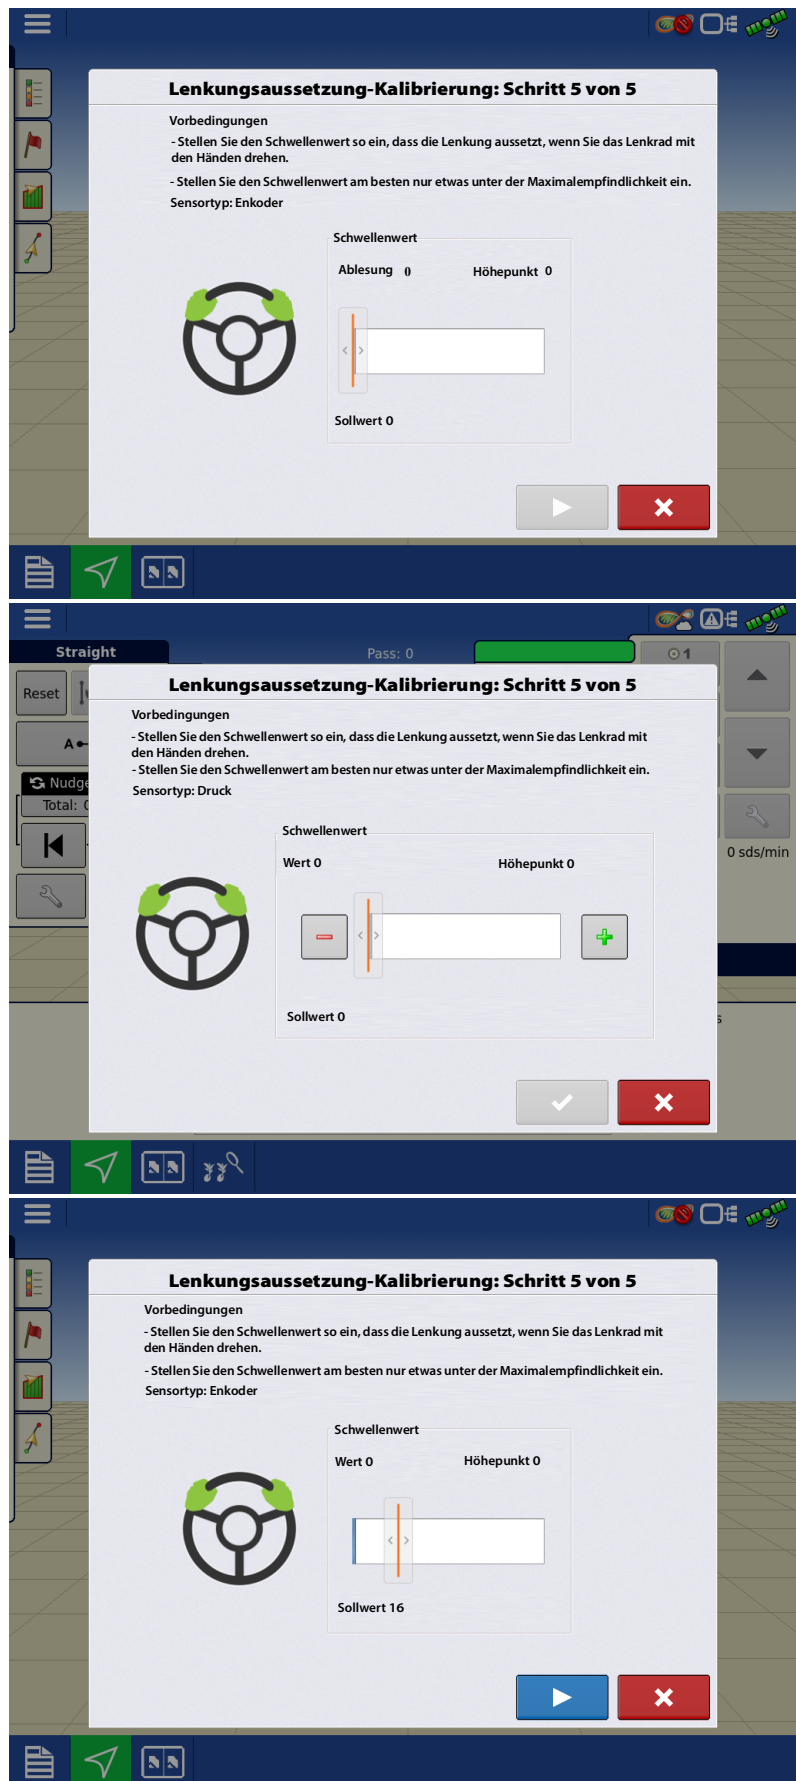 Lenkungsaussetzung-Kalibrierung: Schritt 5 von 5
Vorbedingungen
- Stellen Sie den Schwellenwert so ein, dass die Lenkung aussetzt, wenn Sie das Lenkrad mit
den Händen drehen.
- Stellen Sie den Schwellenwert am besten nur etwas unter der Maximalempfindlichkeit ein.
Sensortyp: Enkoder
Schwellenwert
Ablesung 0 Höhepunkt 0
Sollwert 0
Straight Pass: 0
1
Lenkungsaussetzung-Kalibrierung: Schritt 5 von 5
Reset
Vorbedingungen
- Stellen Sie den Schwellenwert so ein, dass die Lenkung aussetzt, wenn Sie das Lenkrad mit
den Händen drehen.
A
- Stellen Sie den Schwellenwert am besten nur etwas unter der Maximalempfindlichkeit ein.
Nudge
Sensortyp: Druck
Total:
Schwellenwert
0 sds/min
Wert 0 Höhepunkt 0
Sollwert 0
s
Lenkungsaussetzung-Kalibrierung: Schritt 5 von 5
Vorbedingungen
- Stellen Sie den Schwellenwert so ein, dass die Lenkung aussetzt, wenn Sie das Lenkrad mit
den Händen drehen.
- Stellen Sie den Schwellenwert am besten nur etwas unter der Maximalempfindlichkeit ein.
Sensortyp: Enkoder
Schwellenwert
Wert 0 Höhepunkt 0
Sollwert 16